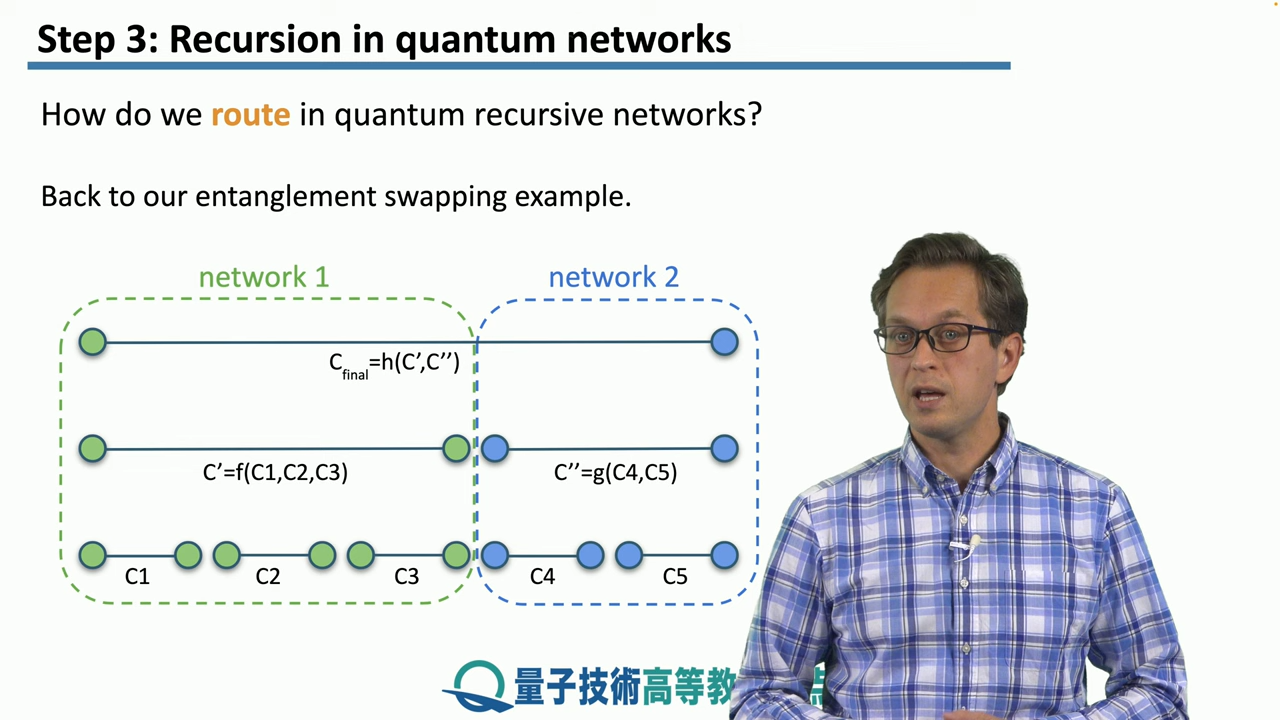 Step 3: Recursion in quantum networks
How do we route in quantum recursive networks?
Back to our entanglement swapping example.
network 1
network 2
Cfinal=h(C’,C’’)
C’=f(C1,C2,C3)
C’’=g(C4,C5)
C1
C2
C3
C4
C5
量子技術高等教